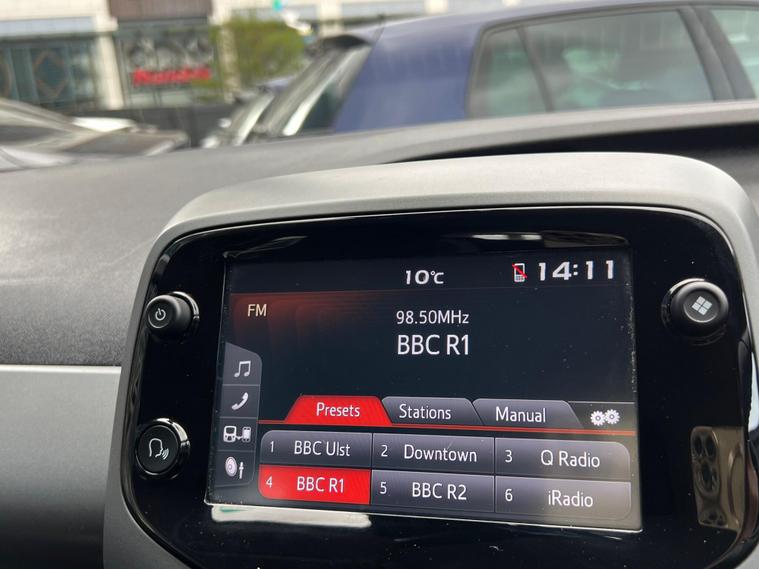 10°C 14:11
FM
98.50MHz
BBC R1
Presets Stations Manual
1 BBC Ulst 2 Downtown 3 Q Radio
4 BBC R1 5 BBC R2 6 iRadio